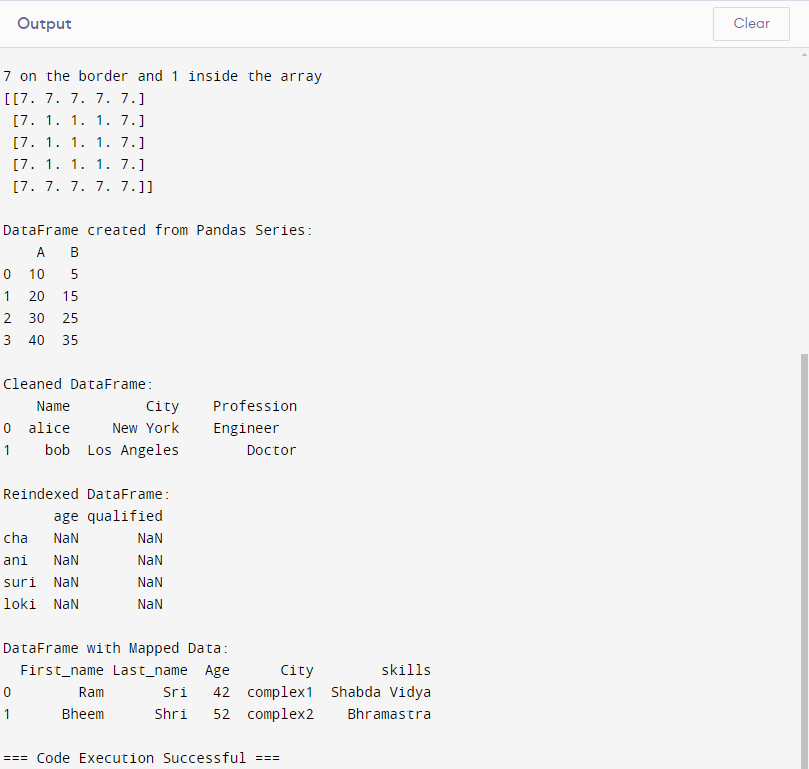 Output
Clear
7 on the border and 1 inside the array
[[7. 7. 7. 7. 7.]
 [7. 1. 1. 1. 7.]
 [7. 1. 1. 1. 7.]
 [7. 1. 1. 1. 7.]
 [7. 7. 7. 7. 7.]]
DataFrame created from Pandas Series:
    A   B
0  10   5
1  20  15
2  30  25
3  40  35
Cleaned DataFrame:
    Name         City    Profession
0  alice     New York    Engineer
1    bob  Los Angeles        Doctor
Reindexed DataFrame:
      age qualified
cha   NaN       NaN
ani   NaN       NaN
suri  NaN       NaN
loki  NaN       NaN
DataFrame with Mapped Data:
  First_name Last_name  Age      City        skills
0        Ram       Sri   42  complex1  Shabda Vidya
1      Bheem      Shri   52  complex2    Bhramastra
=== Code Execution Successful ===